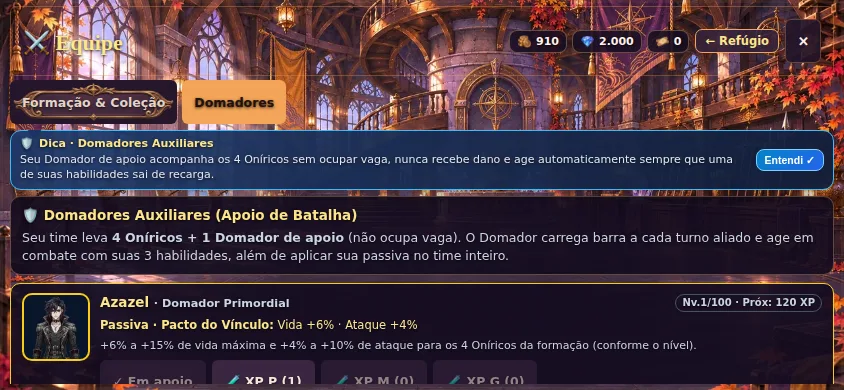 ⚔️ Equipe
910
2.000
0
← Refúgio
✕
Formação & Coleção
Domadores
🛡️ Dica · Domadores Auxiliares
Seu Domador de apoio acompanha os 4 Oníricos sem ocupar vaga, nunca recebe dano e age automaticamente sempre que uma
de suas habilidades sai de recarga.
Entendi ✓
🛡️ Domadores Auxiliares (Apoio de Batalha)
Seu time leva 4 Oníricos + 1 Domador de apoio (não ocupa vaga). O Domador carrega barra a cada turno aliado e age em
combate com suas 3 habilidades, além de aplicar sua passiva no time inteiro.
Azazel · Domador Primordial
Nv.1/100 · Próx: 120 XP
Passiva · Pacto do Vínculo: Vida +6% · Ataque +4%
+6% a +15% de vida máxima e +4% a +10% de ataque para os 4 Oníricos da formação (conforme o nível).
✓ Em apoio
XP P (1)
XP M (0)
XP G (0)